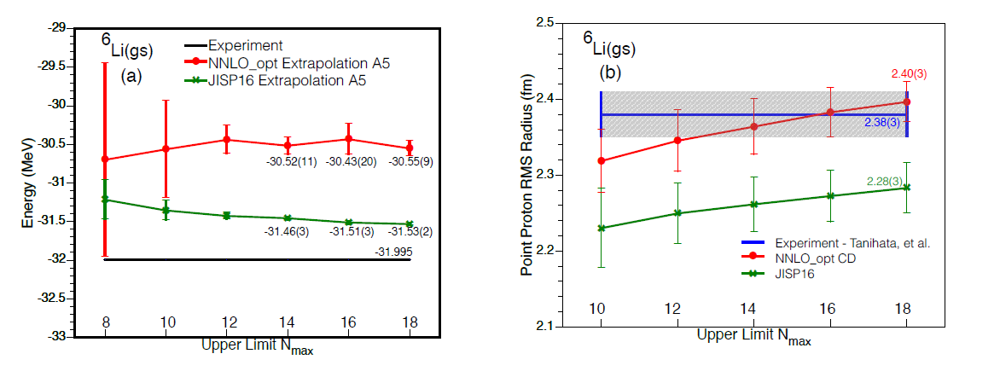 -29
-29.5
-30
-30.5
-31
-31.5
-32
-32.5
-33
Energy (MeV)
6Li(gs)
(a)
Experiment
NNLO_opt Extrapolation A5
JISP16 Extrapolation A5
-30.52(11) -30.43(20) -30.55(9)
-31.46(3) -31.51(3) -31.53(2)
-31.995
8 10 12 14 16 18
Upper Limit Nmax
2.5
2.4
2.3
2.2
2.1
Point Proton RMS Radius (fm)
6Li(gs)
(b)
2.40(3)
2.38(3)
2.28(3)
Experiment - Tanihata, et al.
NNLO_opt CD
JISP16
10 12 14 16 18
Upper Limit Nmax